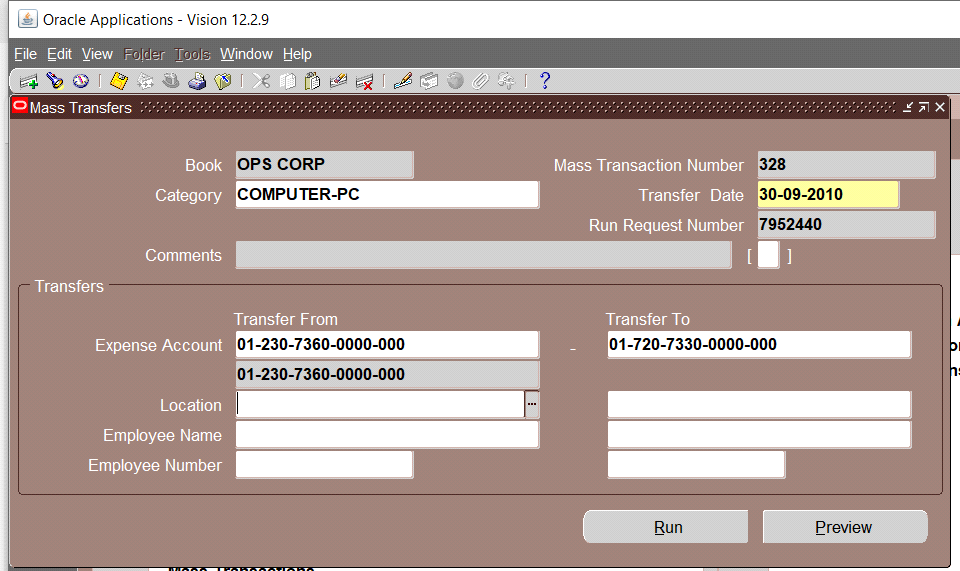 Oracle Applications - Vision 12.2.9
File Edit View Folder Tools Window Help
Mass Transfers
Book OPS CORP Mass Transaction Number 328
Category COMPUTER-PC Transfer Date 30-09-2010
Run Request Number 7952440
Comments [ ]
Transfers
Transfer From Transfer To
Expense Account 01-230-7360-0000-000 - 01-720-7330-0000-000
01-230-7360-0000-000
Location ...
Employee Name
Employee Number
Run Preview